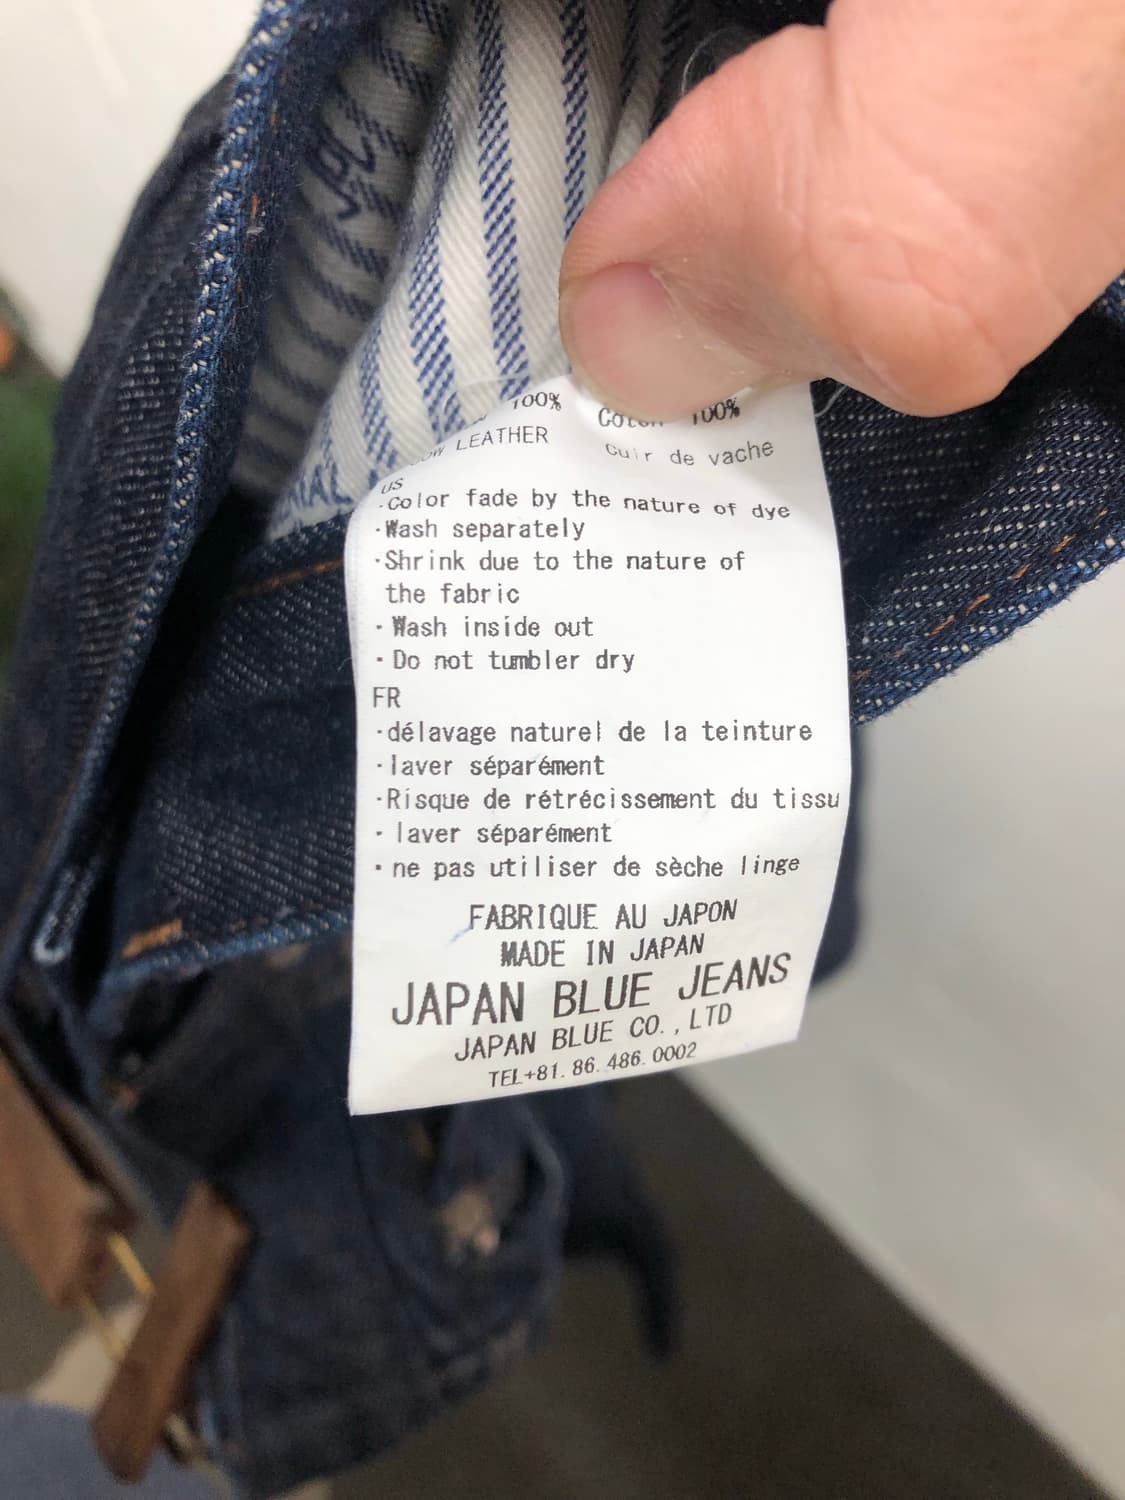 100% Coton 100%
LEATHER Cuir de vache
US
·Color fade by the nature of dye
·Wash separately
·Shrink due to the nature of
the fabric
·Wash inside out
·Do not tumbler dry
FR
·délavage naturel de la teinture
·laver séparément
·Risque de rétrécissement du tissu
·laver séparément
·ne pas utiliser de sèche linge
FABRIQUE AU JAPON
MADE IN JAPAN
JAPAN BLUE JEANS
JAPAN BLUE CO.,LTD
TEL+81.86.486.0002